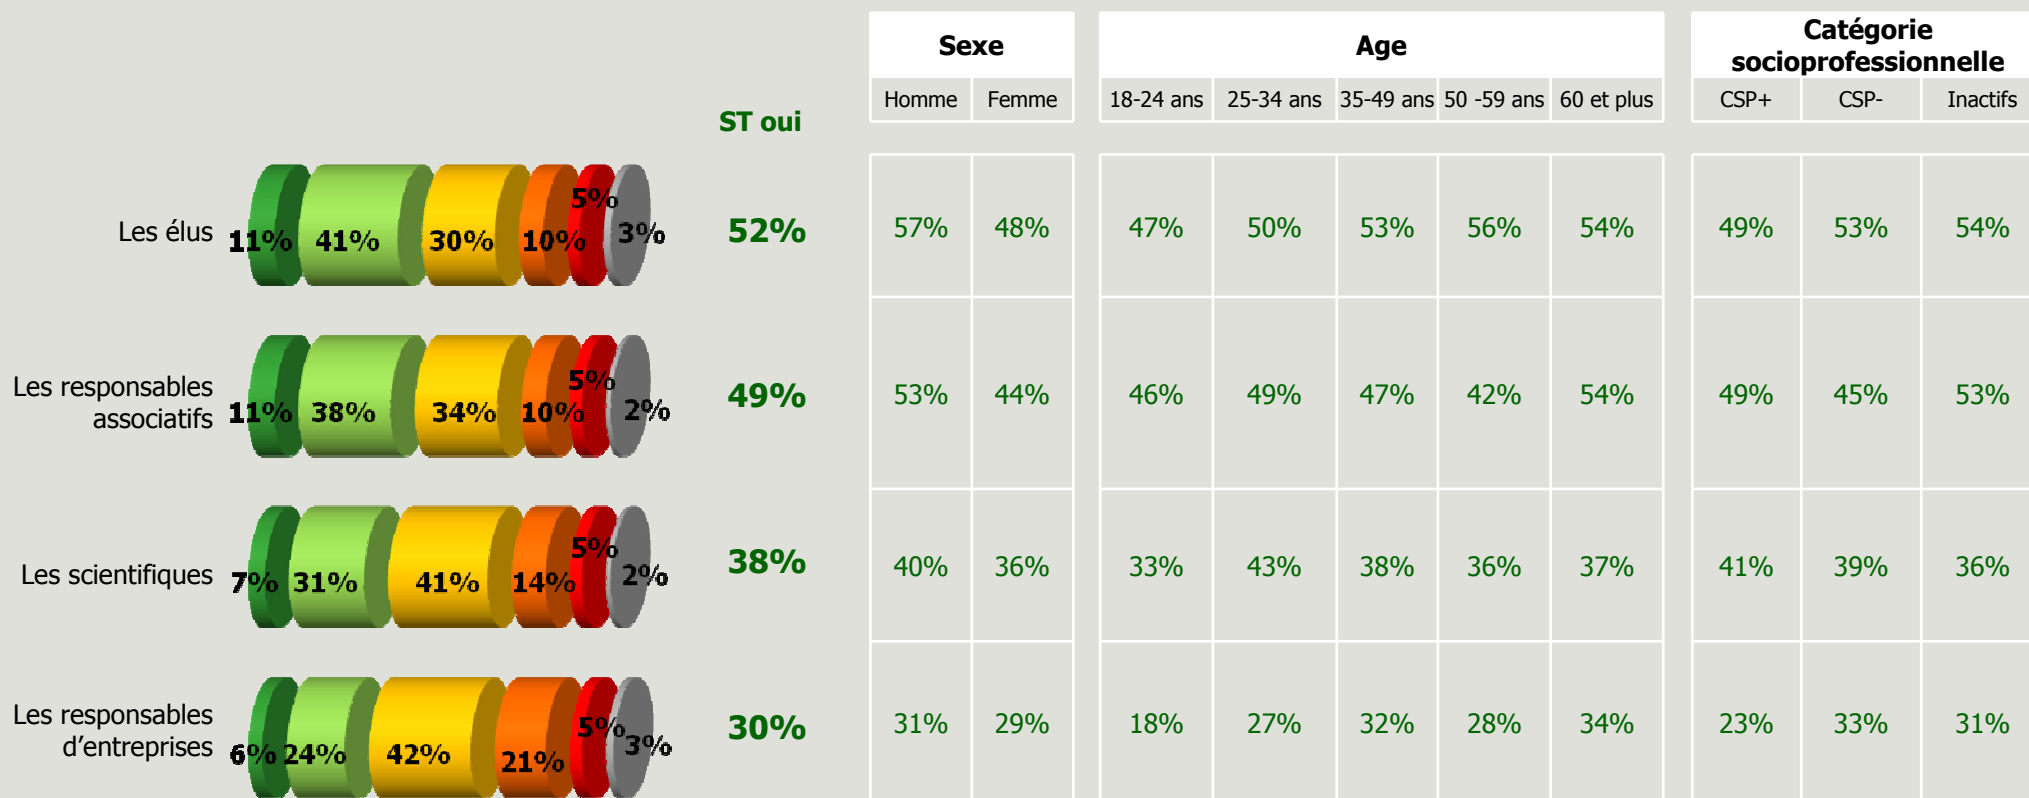 Sexe
Age
Catégorie
socioprofessionnelle
Homme Femme 18-24 ans 25-34 ans 35-49 ans 50 -59 ans 60 et plus CSP+ CSP- Inactifs
ST oui
Les élus 11% 41% 30% 10% 5% 3% 52% 57% 48% 47% 50% 53% 56% 54% 49% 53% 54%
Les responsables
associatifs 11% 38% 34% 10% 5% 2% 49% 53% 44% 46% 49% 47% 42% 54% 49% 45% 53%
Les scientifiques 7% 31% 41% 14% 5% 2% 38% 40% 36% 33% 43% 38% 36% 37% 41% 39% 36%
Les responsables
d’entreprises 6% 24% 42% 21% 5% 3% 30% 31% 29% 18% 27% 32% 28% 34% 23% 33% 31%